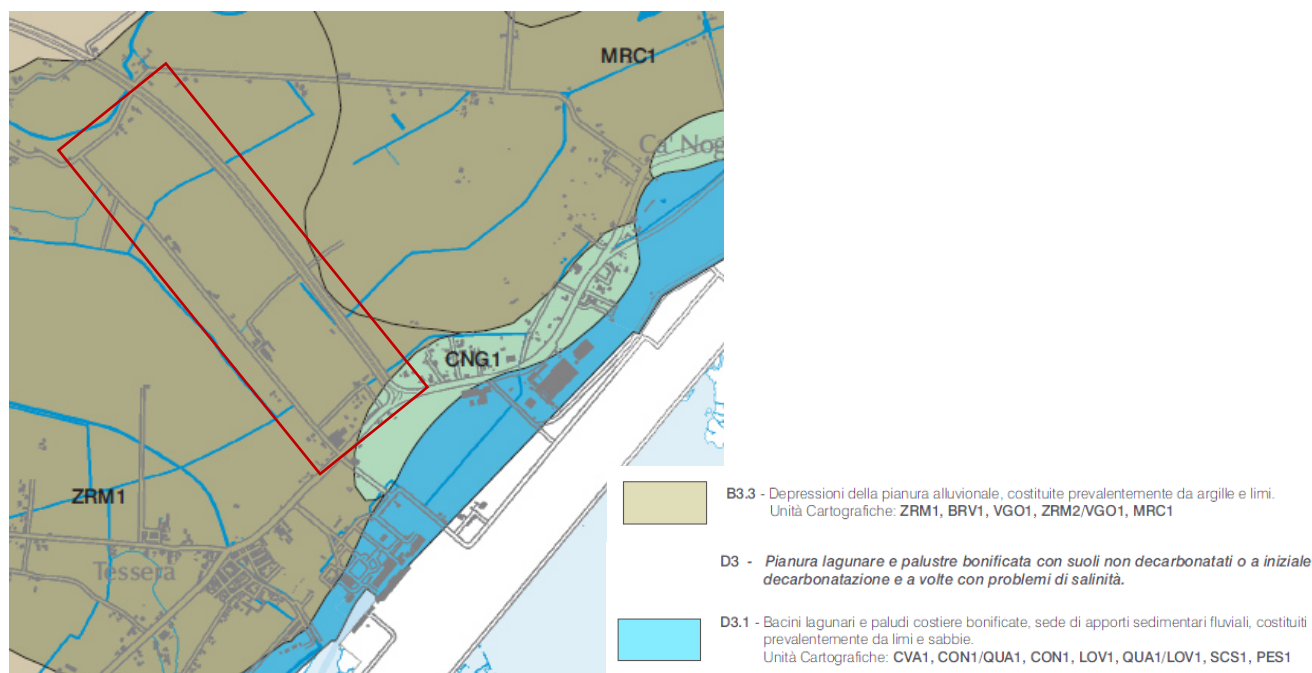 MRC1
Ca' Nog
CNG1
ZRM1
Tessera
B3.3 - Depressioni della pianura alluvionale, costituite prevalentemente da argille e limi.
Unità Cartografiche: ZRM1, BRV1, VGO1, ZRM2/VGO1, MRC1
D3 - Pianura lagunare e palustre bonificata con suoli non decarbonatati o a iniziale
decarbonatazione e a volte con problemi di salinità.
D3.1 - Bacini lagunari e paludi costiere bonificate, sede di apporti sedimentari fluviali, costituiti
prevalentemente da limi e sabbie.
Unità Cartografiche: CVA1, CON1/QUA1, CON1, LOV1, QUA1/LOV1, SCS1, PES1